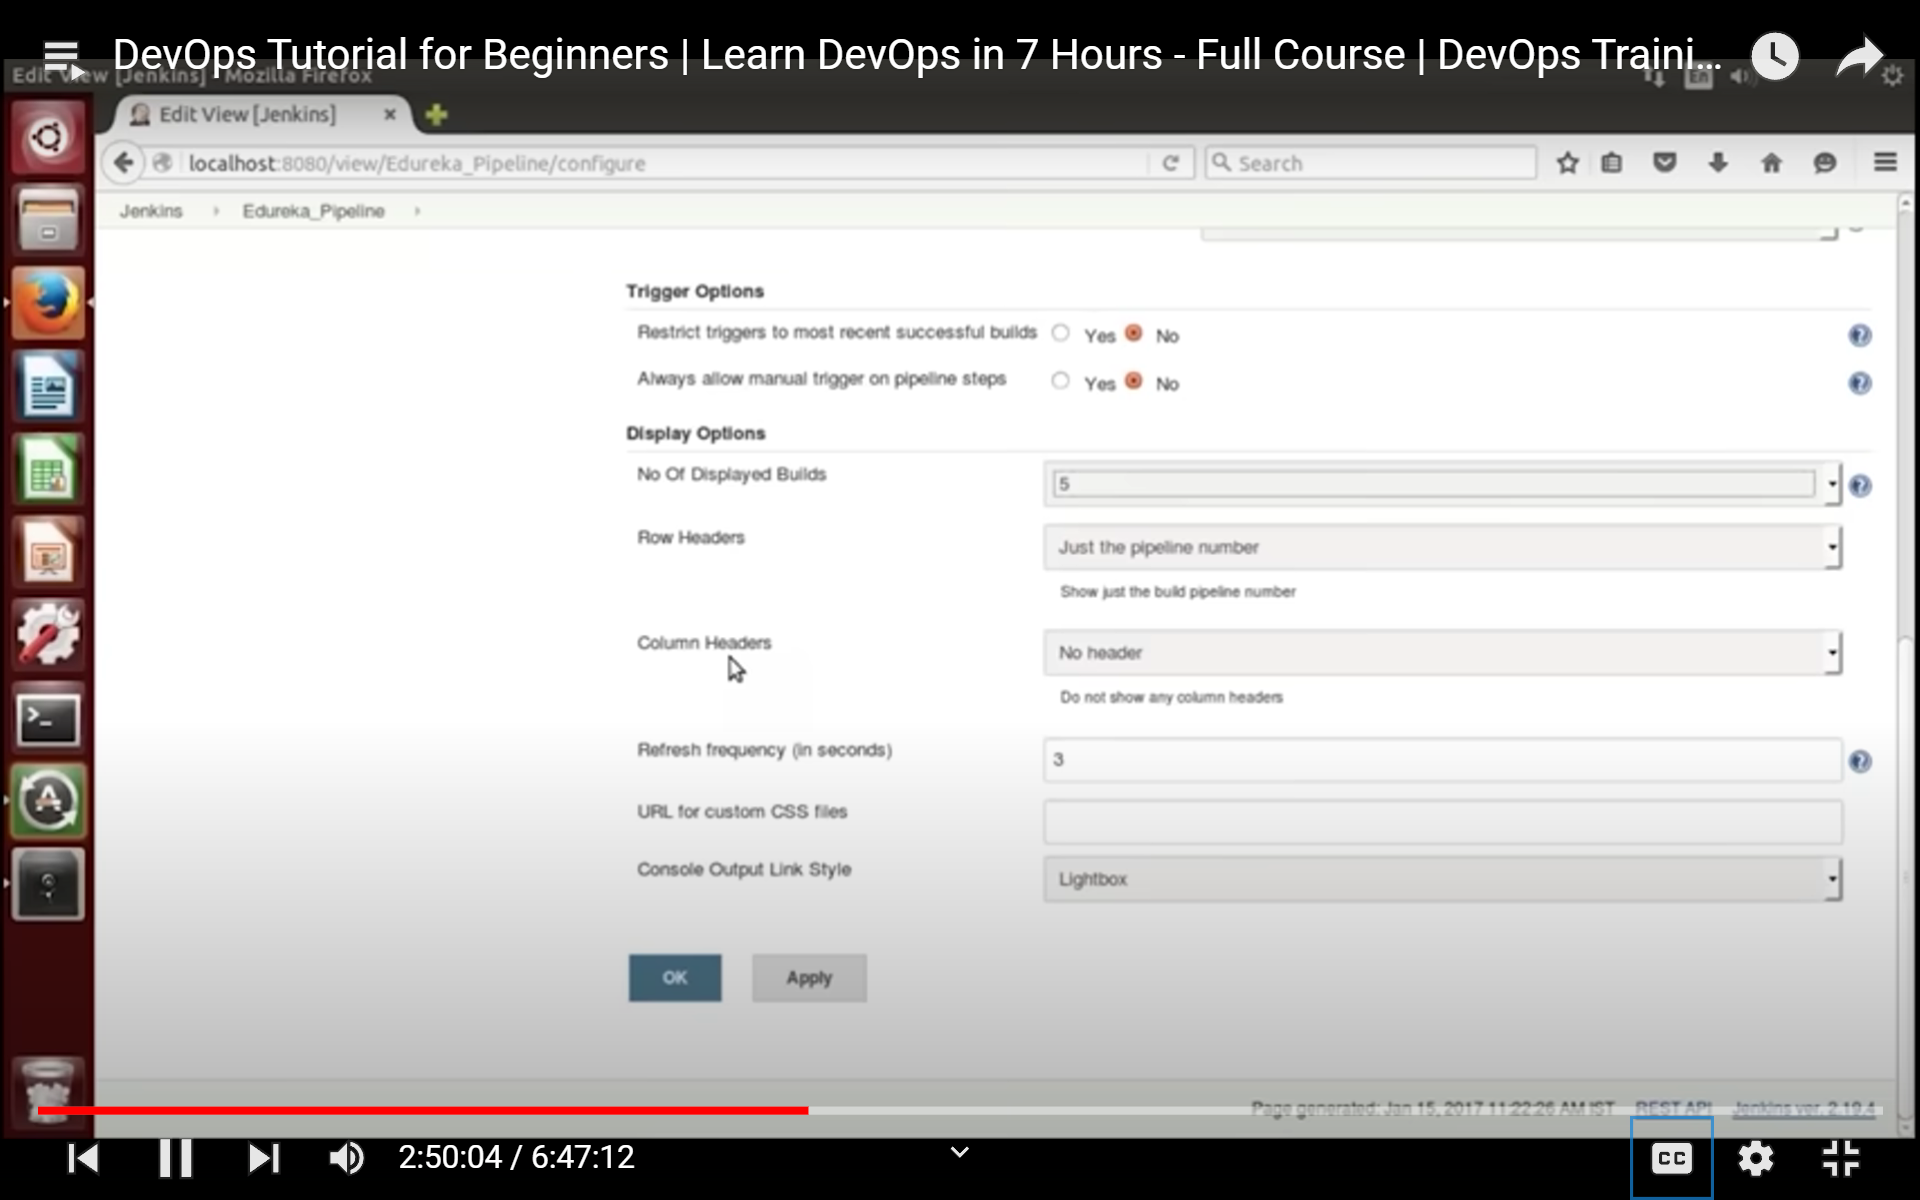 DevOps Tutorial for Beginners | Learn DevOps in 7 Hours - Full Course | DevOps Traini...
Edit View [Jenkins] - Mozilla Firefox
En
Edit View [Jenkins]
localhost:8080/view/Edureka_Pipeline/configure
Search
Jenkins
Edureka_Pipeline
Trigger Options
Restrict triggers to most recent successful builds Yes No
Always allow manual trigger on pipeline steps Yes No
Display Options
No Of Displayed Builds 5
Row Headers Just the pipeline number
Show just the build pipeline number
Column Headers No header
Do not show any column headers
Refresh frequency (in seconds) 3
URL for custom CSS files
Console Output Link Style Lightbox
OK Apply
Page generated: Jan 15, 2017 11:22:26 AM IST REST API Jenkins ver. 2.19.4
2:50:04 / 6:47:12
CC